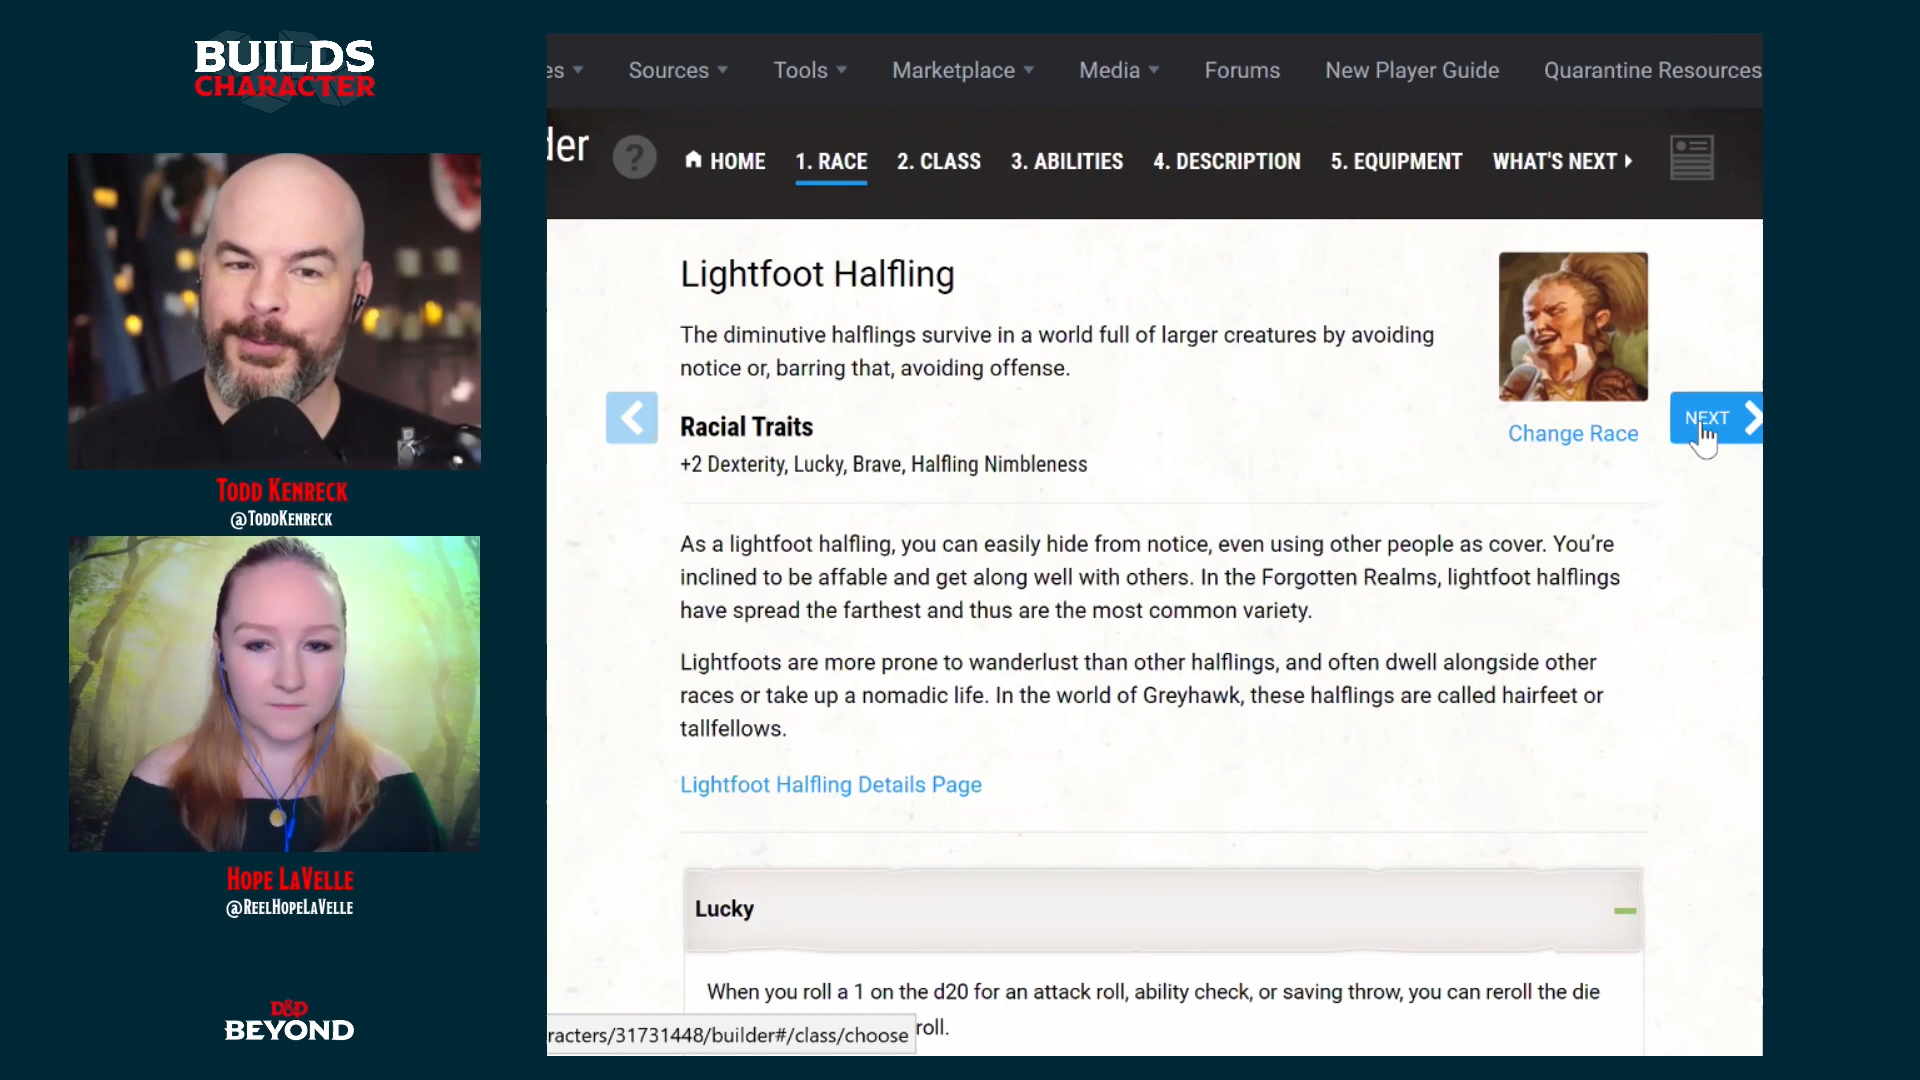 BUILDS
CHARACTER
TODD KENRECK
@TODDKENRECK
HOPE LAVELLE
@REELHOPELAVELLE
D&D
BEYOND
es
Sources
Tools
Marketplace
Media
Forums
New Player Guide
Quarantine Resources
der
?
HOME
1. RACE
2. CLASS
3. ABILITIES
4. DESCRIPTION
5. EQUIPMENT
WHAT'S NEXT
Lightfoot Halfling
The diminutive halflings survive in a world full of larger creatures by avoiding
notice or, barring that, avoiding offense.
Racial Traits
+2 Dexterity, Lucky, Brave, Halfling Nimbleness
Change Race
NEXT
As a lightfoot halfling, you can easily hide from notice, even using other people as cover. You're
inclined to be affable and get along well with others. In the Forgotten Realms, lightfoot halflings
have spread the farthest and thus are the most common variety.
Lightfoots are more prone to wanderlust than other halflings, and often dwell alongside other
races or take up a nomadic life. In the world of Greyhawk, these halflings are called hairfeet or
tallfellows.
Lightfoot Halfling Details Page
Lucky
When you roll a 1 on the d20 for an attack roll, ability check, or saving throw, you can reroll the die
roll.
racters/31731448/builder#/class/choose